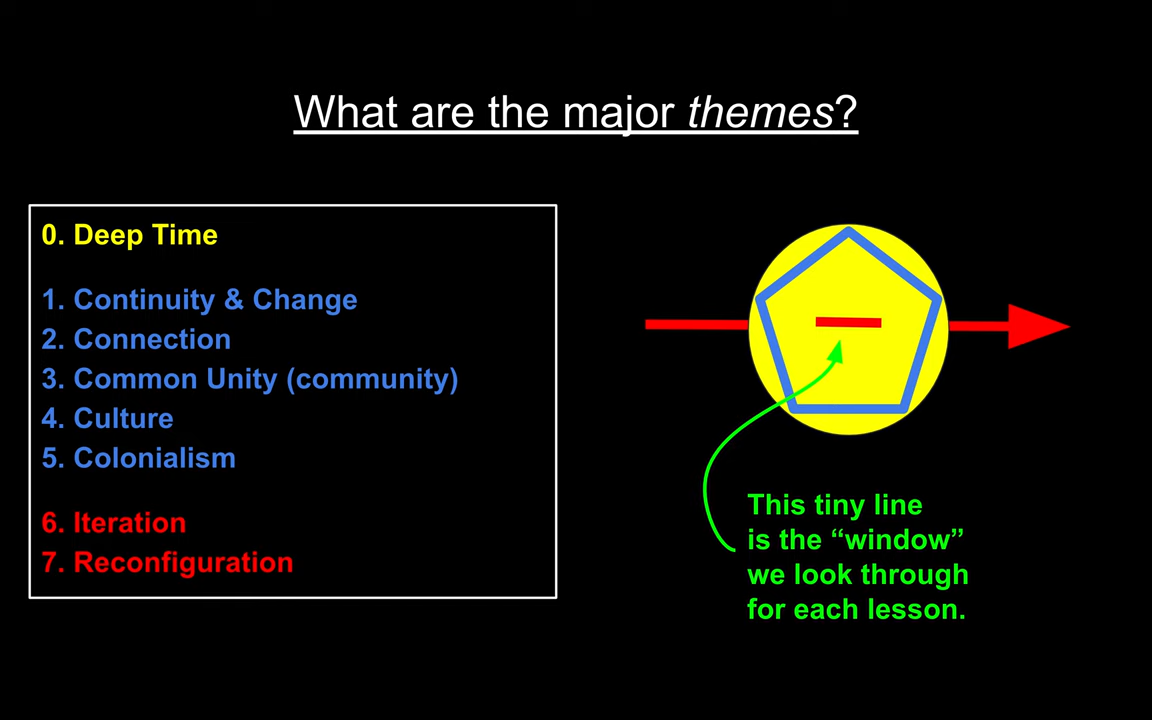 What are the major themes?
0. Deep Time
1. Continuity & Change
2. Connection
3. Common Unity (community)
4. Culture
5. Colonialism
6. Iteration
7. Reconfiguration
This tiny line
is the “window”
we look through
for each lesson.